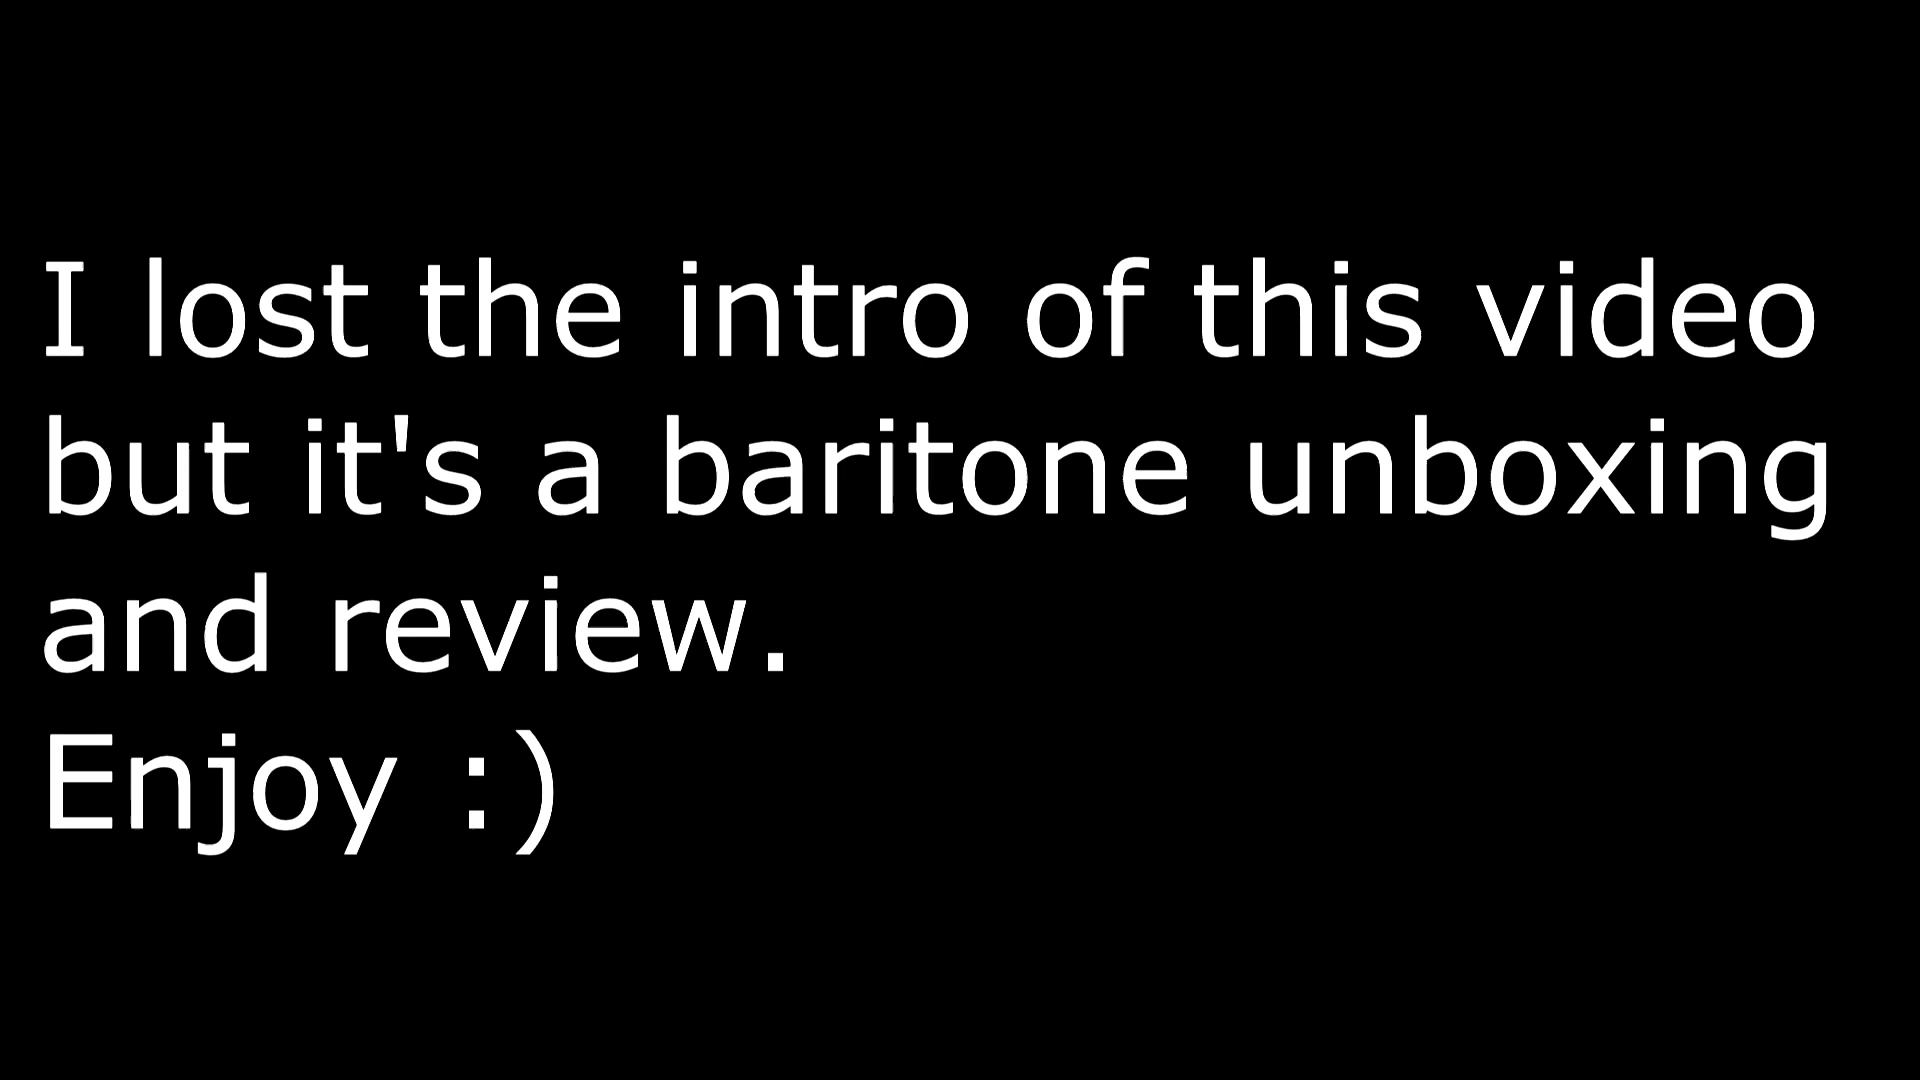 I lost the intro of this video
but it's a baritone unboxing
and review.
Enjoy :)